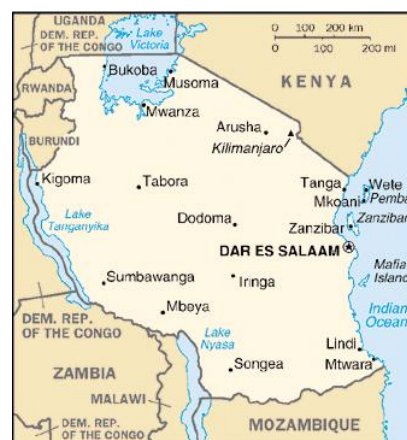 UGANDA
DEM. REP.
OF THE CONGO
Lake
Victoria
0 100 200 km
0 100 200 mi
Bukoba
Musoma
KENYA
RWANDA
Mwanza
Arusha
Kilimanjaro
BURUNDI
Kigoma
Tabora
Tanga
Wete
Mkoani
Pemba
Lake
Tanganyika
Dodoma
Zanzibar
Zanzibar
DAR ES SALAAM
Mafia
Island
Sumbawanga
Iringa
Mbeya
Indian
Ocean
DEM. REP.
OF THE CONGO
Lake
Nyasa
Lindi
Songea
Mtwara
ZAMBIA
MALAWI
DEM. REP.
OF THE CONGO
MOZAMBIQUE